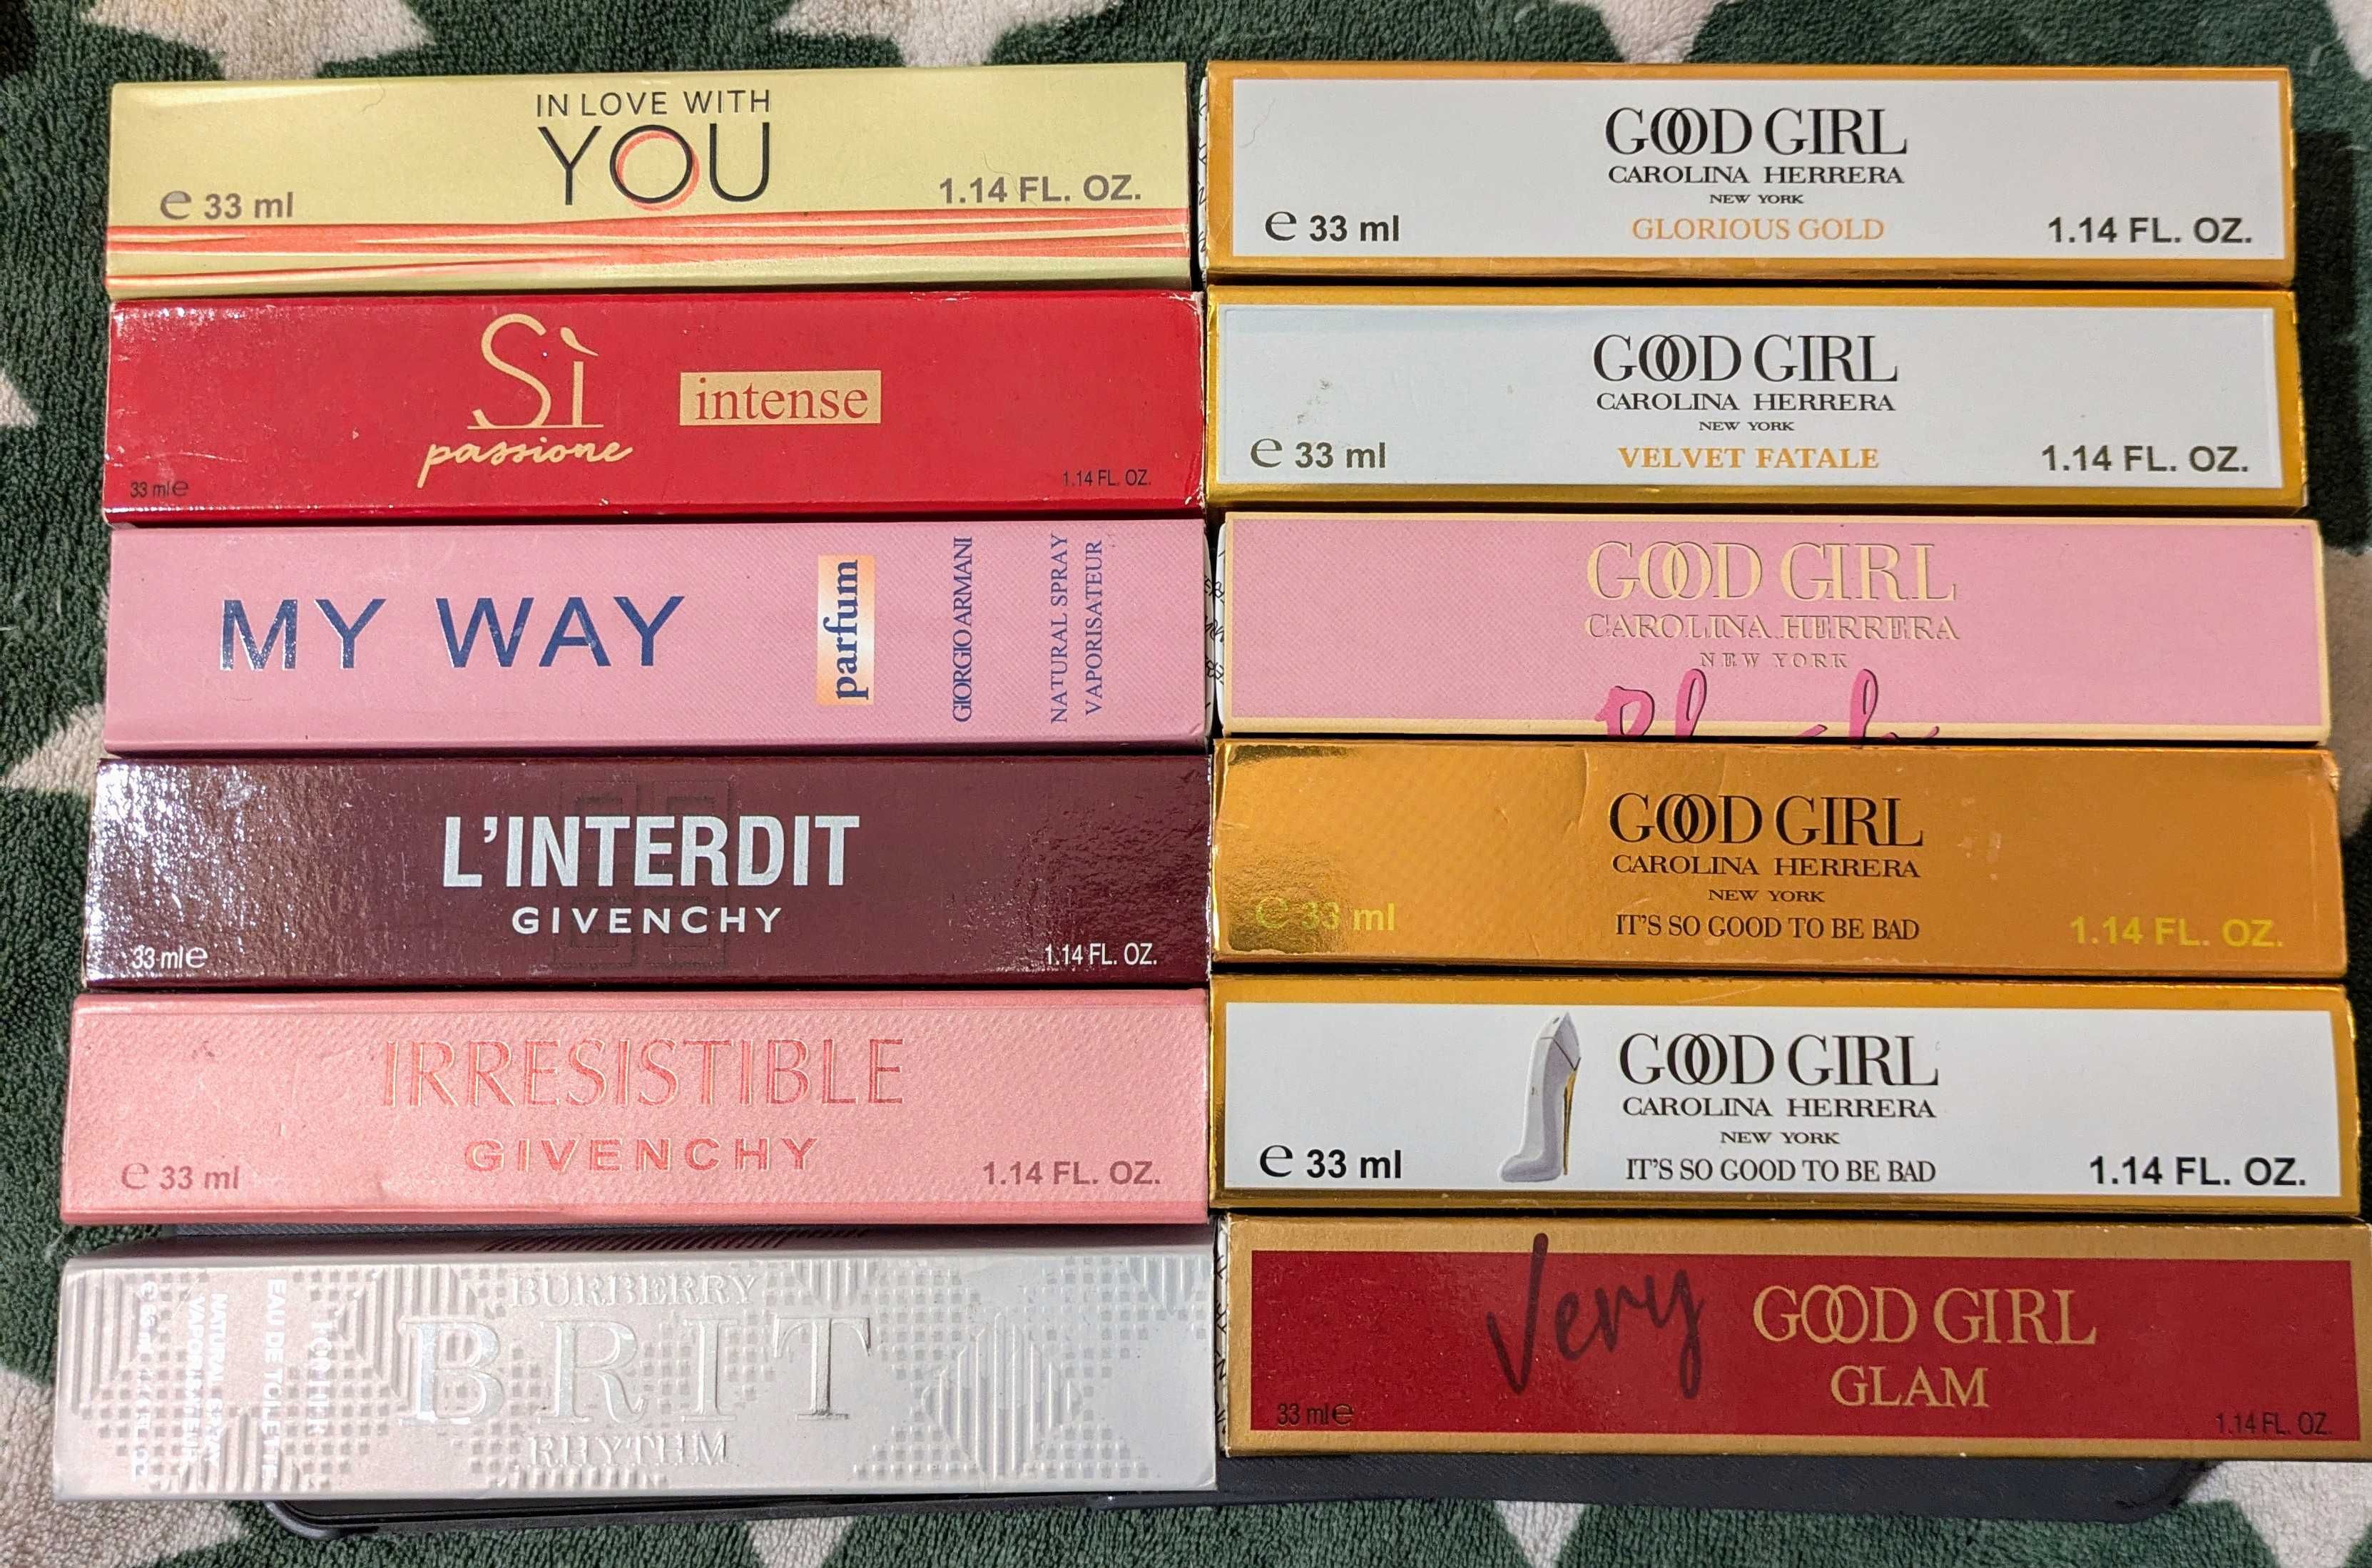 IN LOVE WITH
YOU
e 33 ml
1.14 FL. OZ.
Sì
passione
intense
33 ml e
1.14 FL. OZ.
MY WAY
parfum
GIORGIO ARMANI
NATURAL SPRAY
VAPORISATEUR
L'INTERDIT
GIVENCHY
33 ml e
1.14 FL. OZ.
IRRESISTIBLE
GIVENCHY
e 33 ml
1.14 FL. OZ.
BURBERRY
BRIT
RHYTHM
EAU DE TOILETTE
NATURAL SPRAY
VAPORISATEUR
GOOD GIRL
CAROLINA HERRERA
NEW YORK
GLORIOUS GOLD
e 33 ml
1.14 FL. OZ.
GOOD GIRL
CAROLINA HERRERA
NEW YORK
VELVET FATALE
e 33 ml
1.14 FL. OZ.
GOOD GIRL
CAROLINA HERRERA
NEW YORK
GOOD GIRL
CAROLINA HERRERA
NEW YORK
IT'S SO GOOD TO BE BAD
e 33 ml
1.14 FL. OZ.
GOOD GIRL
CAROLINA HERRERA
NEW YORK
IT'S SO GOOD TO BE BAD
e 33 ml
1.14 FL. OZ.
Very GOOD GIRL
GLAM
33 ml e
1.14 FL. OZ.